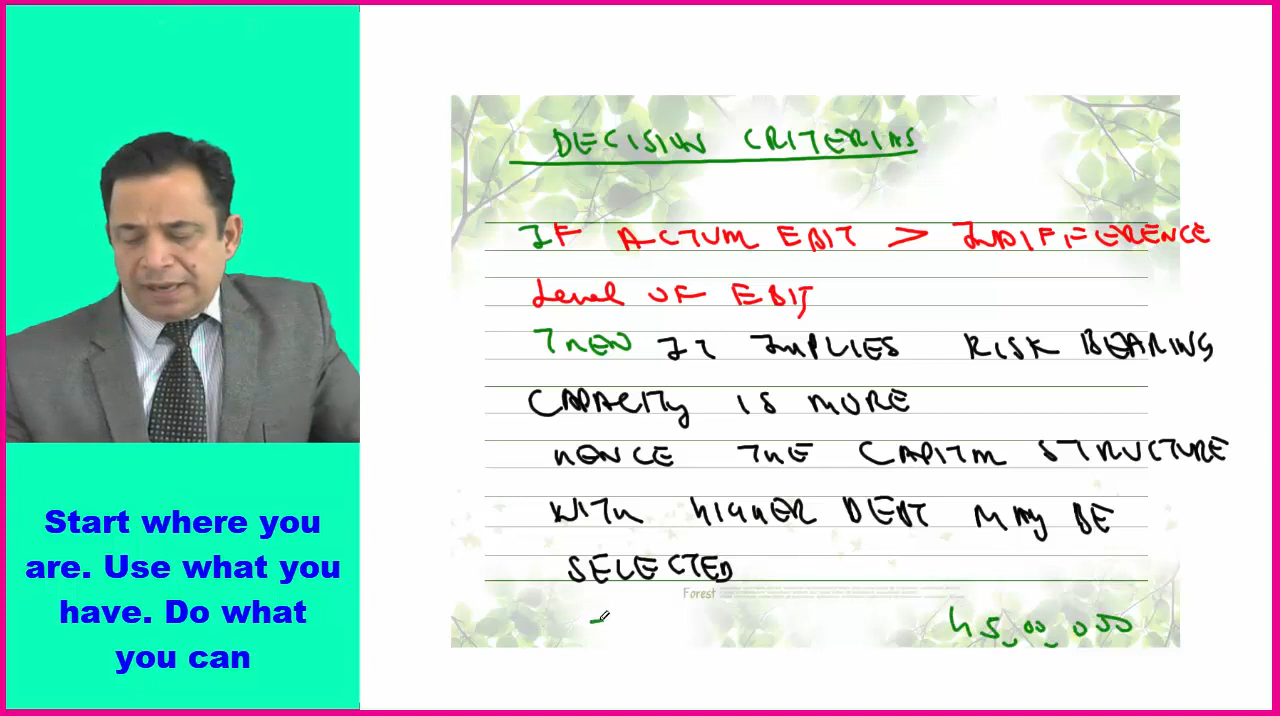 DECISION CRITERIAS
IF ACTUAL EBIT > INDIFFERENCE
Level OF EBIT
THEN IT IMPLIES RISK BEARING
CAPACITY IS MORE
HENCE THE CAPITAL STRUCTURE
WITH HIGHER DEBT MAY BE
SELECTED
Forest
45,00,000
Start where you
are. Use what you
have. Do what
you can